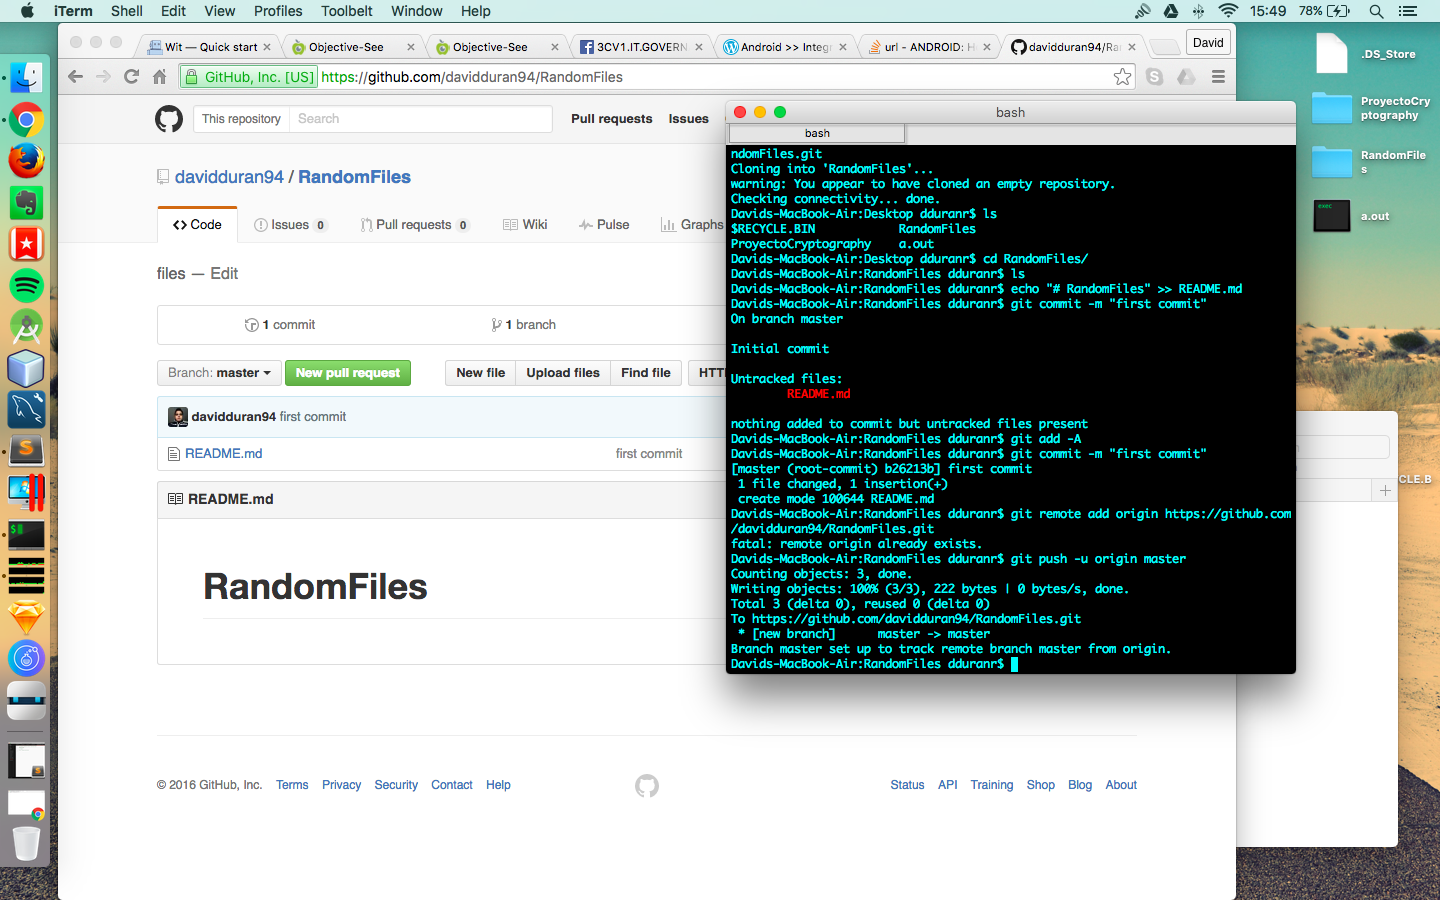 iTerm Shell Edit View Profiles Toolbelt Window Help 15:49 78%
Wit — Quick start
Objective-See
Objective-See
3CV1.IT.GOVERN
Android >> Integ
url - ANDROID: H
davidduran94/Ra
David
GitHub, Inc. [US] https://github.com/davidduran94/RandomFiles
This repository Search Pull requests Issues
davidduran94 / RandomFiles
Code Issues 0 Pull requests 0 Wiki Pulse Graphs
files — Edit
1 commit 1 branch
Branch: master New pull request New file Upload files Find file HTT
davidduran94 first commit
README.md first commit
README.md
RandomFiles
© 2016 GitHub, Inc. Terms Privacy Security Contact Help Status API Training Shop Blog About
bash
bash
ndomFiles.git
Cloning into 'RandomFiles'...
warning: You appear to have cloned an empty repository.
Checking connectivity... done.
Davids-MacBook-Air:Desktop dduranr$ ls
$RECYCLE.BIN RandomFiles
ProyectoCryptography a.out
Davids-MacBook-Air:Desktop dduranr$ cd RandomFiles/
Davids-MacBook-Air:RandomFiles dduranr$ ls
Davids-MacBook-Air:RandomFiles dduranr$ echo "# RandomFiles" >> README.md
Davids-MacBook-Air:RandomFiles dduranr$ git commit -m "first commit"
On branch master
Initial commit
Untracked files:
README.md
nothing added to commit but untracked files present
Davids-MacBook-Air:RandomFiles dduranr$ git add -A
Davids-MacBook-Air:RandomFiles dduranr$ git commit -m "first commit"
[master (root-commit) b26213b] first commit
1 file changed, 1 insertion(+)
create mode 100644 README.md
Davids-MacBook-Air:RandomFiles dduranr$ git remote add origin https://github.com
/davidduran94/RandomFiles.git
fatal: remote origin already exists.
Davids-MacBook-Air:RandomFiles dduranr$ git push -u origin master
Counting objects: 3, done.
Writing objects: 100% (3/3), 222 bytes | 0 bytes/s, done.
Total 3 (delta 0), reused 0 (delta 0)
To https://github.com/davidduran94/RandomFiles.git
* [new branch] master -> master
Branch master set up to track remote branch master from origin.
Davids-MacBook-Air:RandomFiles dduranr$
.DS_Store
ProyectoCry
ptography
RandomFile
s
exec
a.out
CLE.B